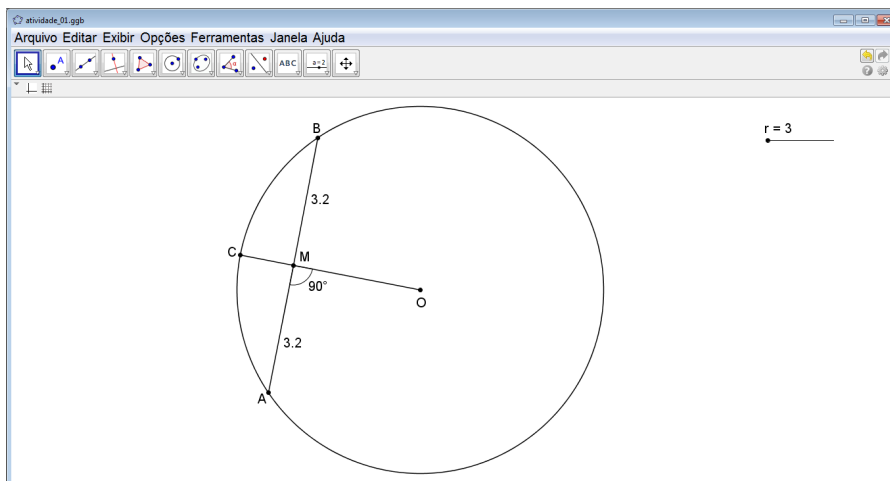 atividade_01.ggb
Arquivo Editar Exibir Opções Ferramentas Janela Ajuda
A
α
ABC
a=2
B
r = 3
3.2
C
M
90°
O
3.2
A